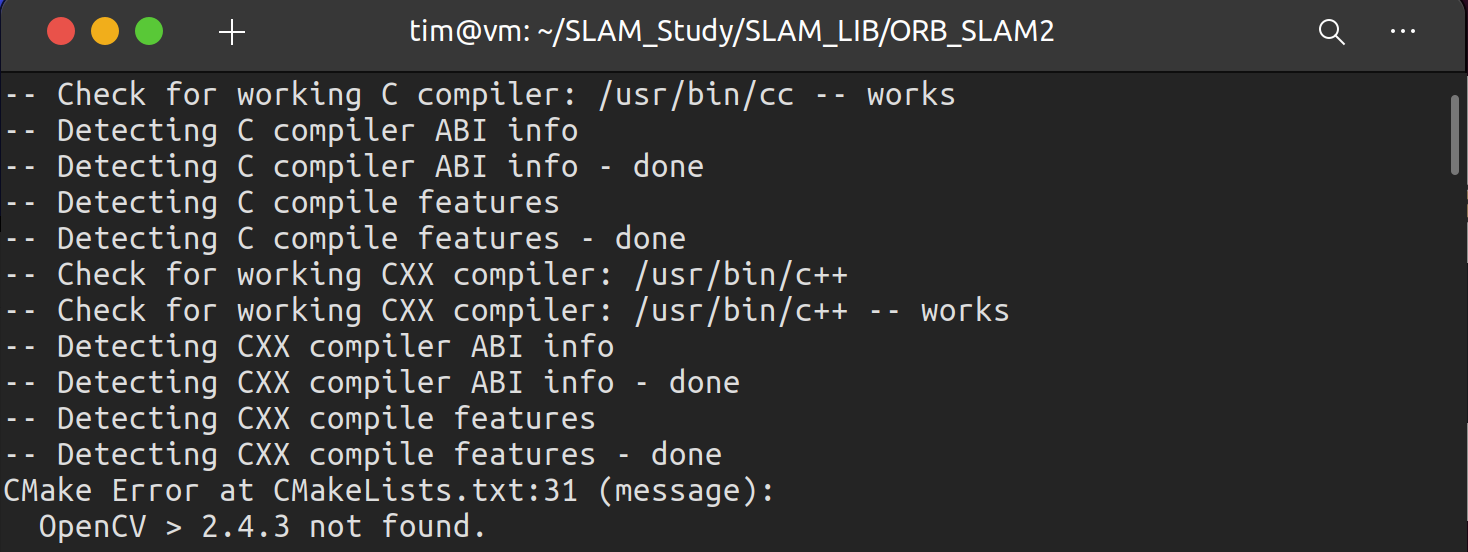 tim@vm: ~/SLAM_Study/SLAM_LIB/ORB_SLAM2
-- Check for working C compiler: /usr/bin/cc -- works
-- Detecting C compiler ABI info
-- Detecting C compiler ABI info - done
-- Detecting C compile features
-- Detecting C compile features - done
-- Check for working CXX compiler: /usr/bin/c++
-- Check for working CXX compiler: /usr/bin/c++ -- works
-- Detecting CXX compiler ABI info
-- Detecting CXX compiler ABI info - done
-- Detecting CXX compile features
-- Detecting CXX compile features - done
CMake Error at CMakeLists.txt:31 (message):
  OpenCV > 2.4.3 not found.